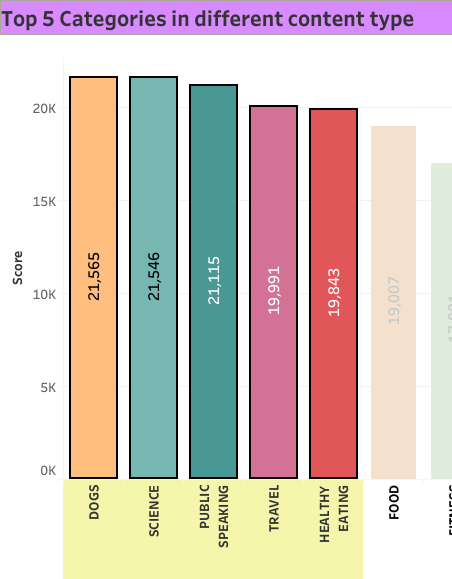 Top 5 Categories in different content type
Score
20K
15K
10K
5K
0K
21,565
21,546
21,115
19,991
19,843
19,007
DOGS
SCIENCE
PUBLIC
SPEAKING
TRAVEL
HEALTHY
EATING
FOOD